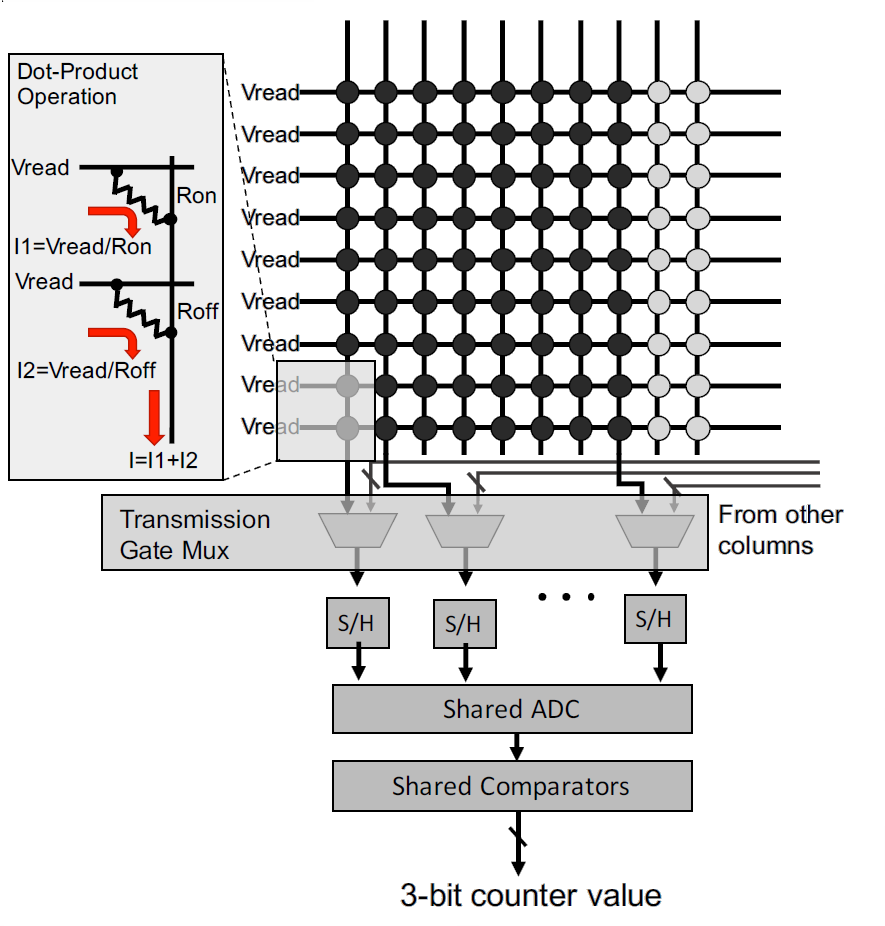 Dot-Product
Operation
Vread
Ron
I1=Vread/Ron
Vread
Roff
I2=Vread/Roff
I=I1+I2
Vread
Vread
Vread
Vread
Vread
Vread
Vread
Vread
Vread
Transmission
Gate Mux
From other
columns
S/H
S/H
S/H
Shared ADC
Shared Comparators
3-bit counter value